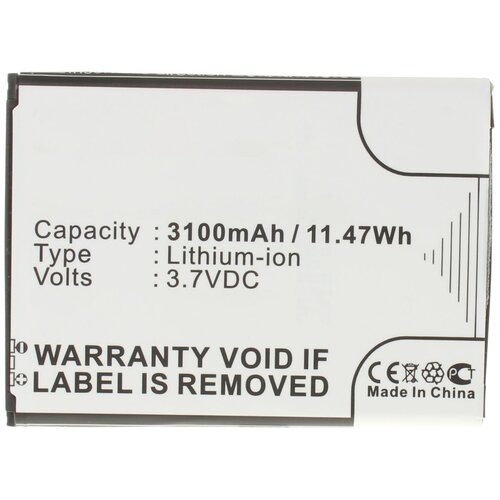 Capacity : 3100mAh / 11.47Wh
Type : Lithium-ion
Volts : 3.7VDC
WARRANTY VOID IF
LABEL IS REMOVED
Made In China